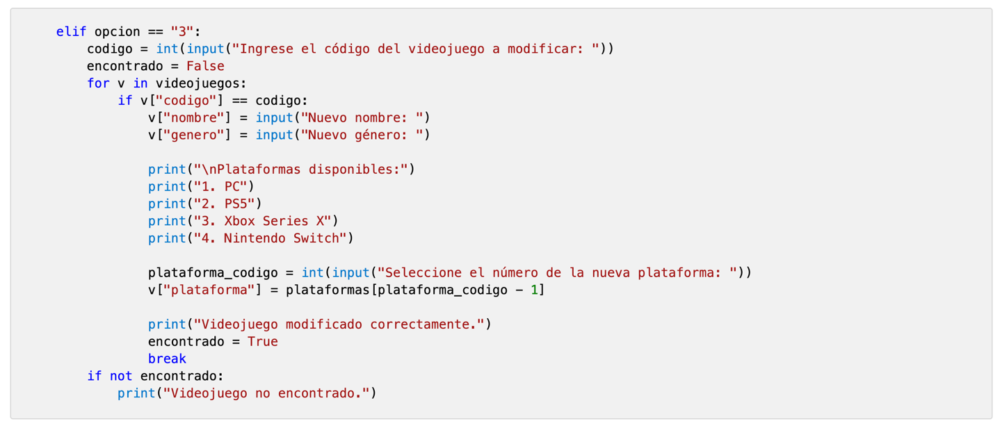 elif opcion == "3":
codigo = int(input("Ingrese el código del videojuego a modificar: "))
encontrado = False
for v in videojuegos:
if v["codigo"] == codigo:
v["nombre"] = input("Nuevo nombre: ")
v["genero"] = input("Nuevo género: ")
print("\nPlataformas disponibles:")
print("1. PC")
print("2. PS5")
print("3. Xbox Series X")
print("4. Nintendo Switch")
plataforma_codigo = int(input("Seleccione el número de la nueva plataforma: "))
v["plataforma"] = plataformas[plataforma_codigo - 1]
print("Videojuego modificado correctamente.")
encontrado = True
break
if not encontrado:
print("Videojuego no encontrado.")